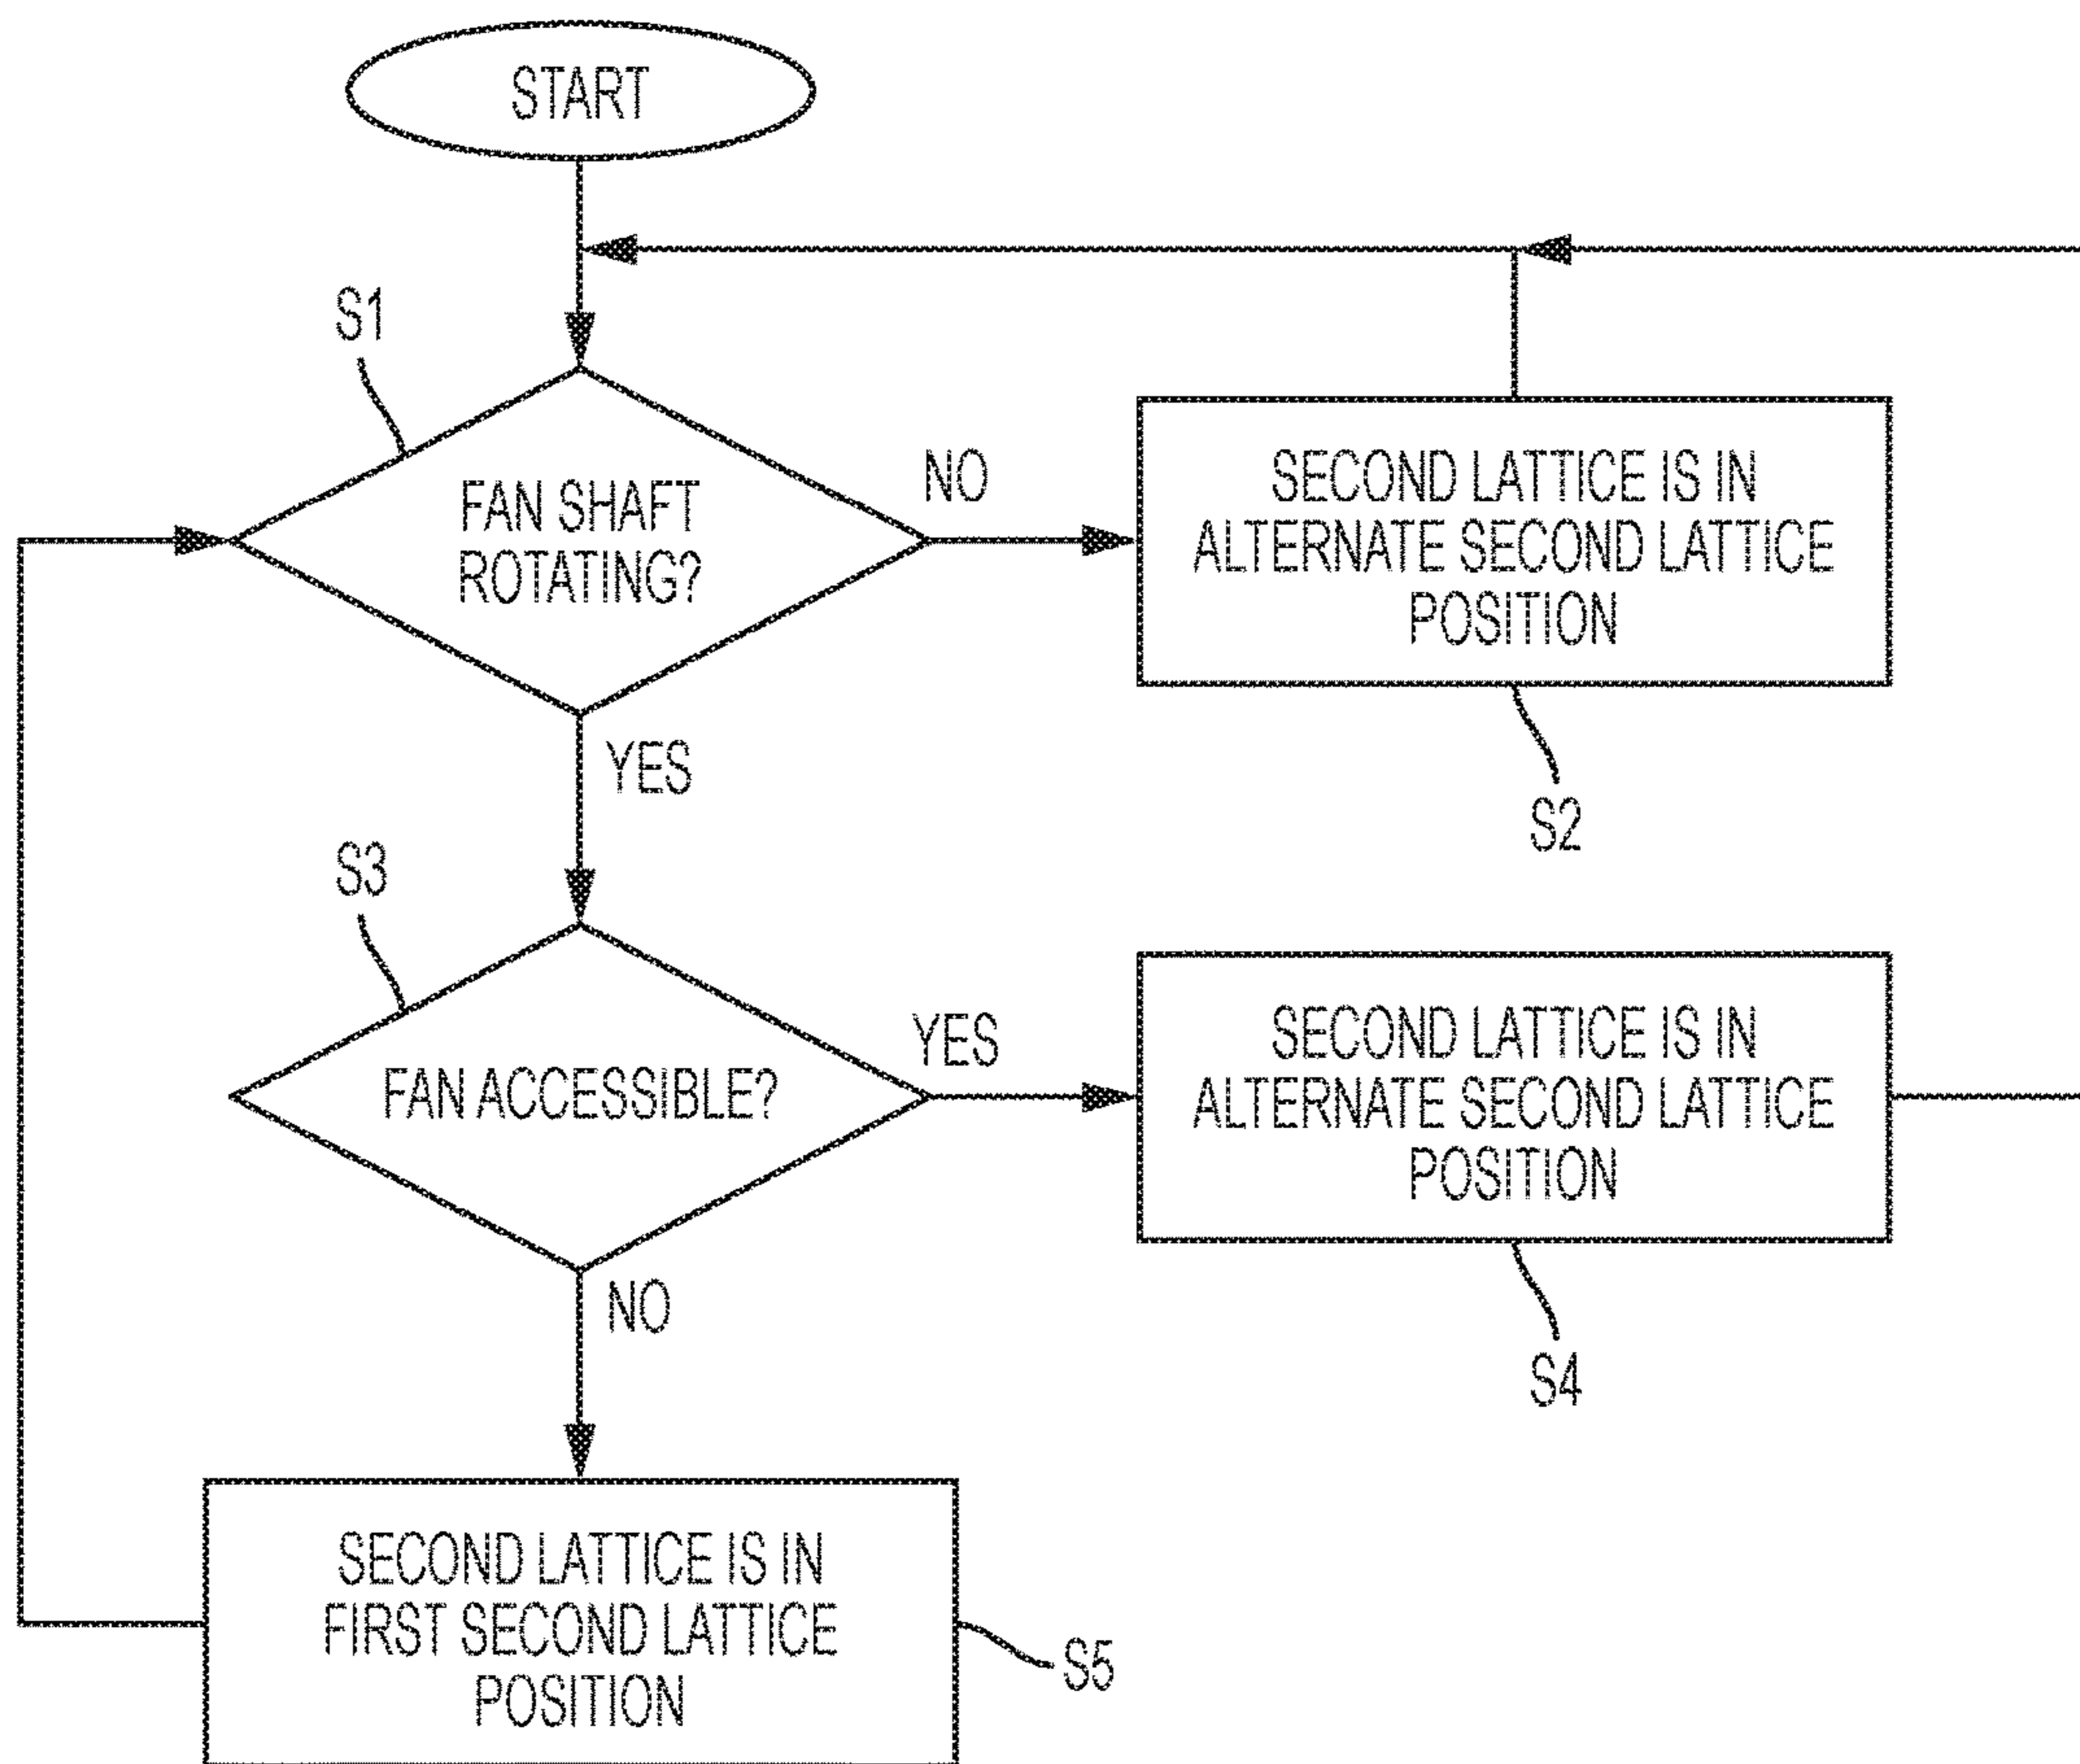 START
S1
FAN SHAFT
ROTATING?
NO
SECOND LATTICE IS IN
ALTERNATE SECOND LATTICE
POSITION
S2
YES
S3
FAN ACCESSIBLE?
YES
SECOND LATTICE IS IN
ALTERNATE SECOND LATTICE
POSITION
S4
NO
SECOND LATTICE IS IN
FIRST SECOND LATTICE
POSITION
S5